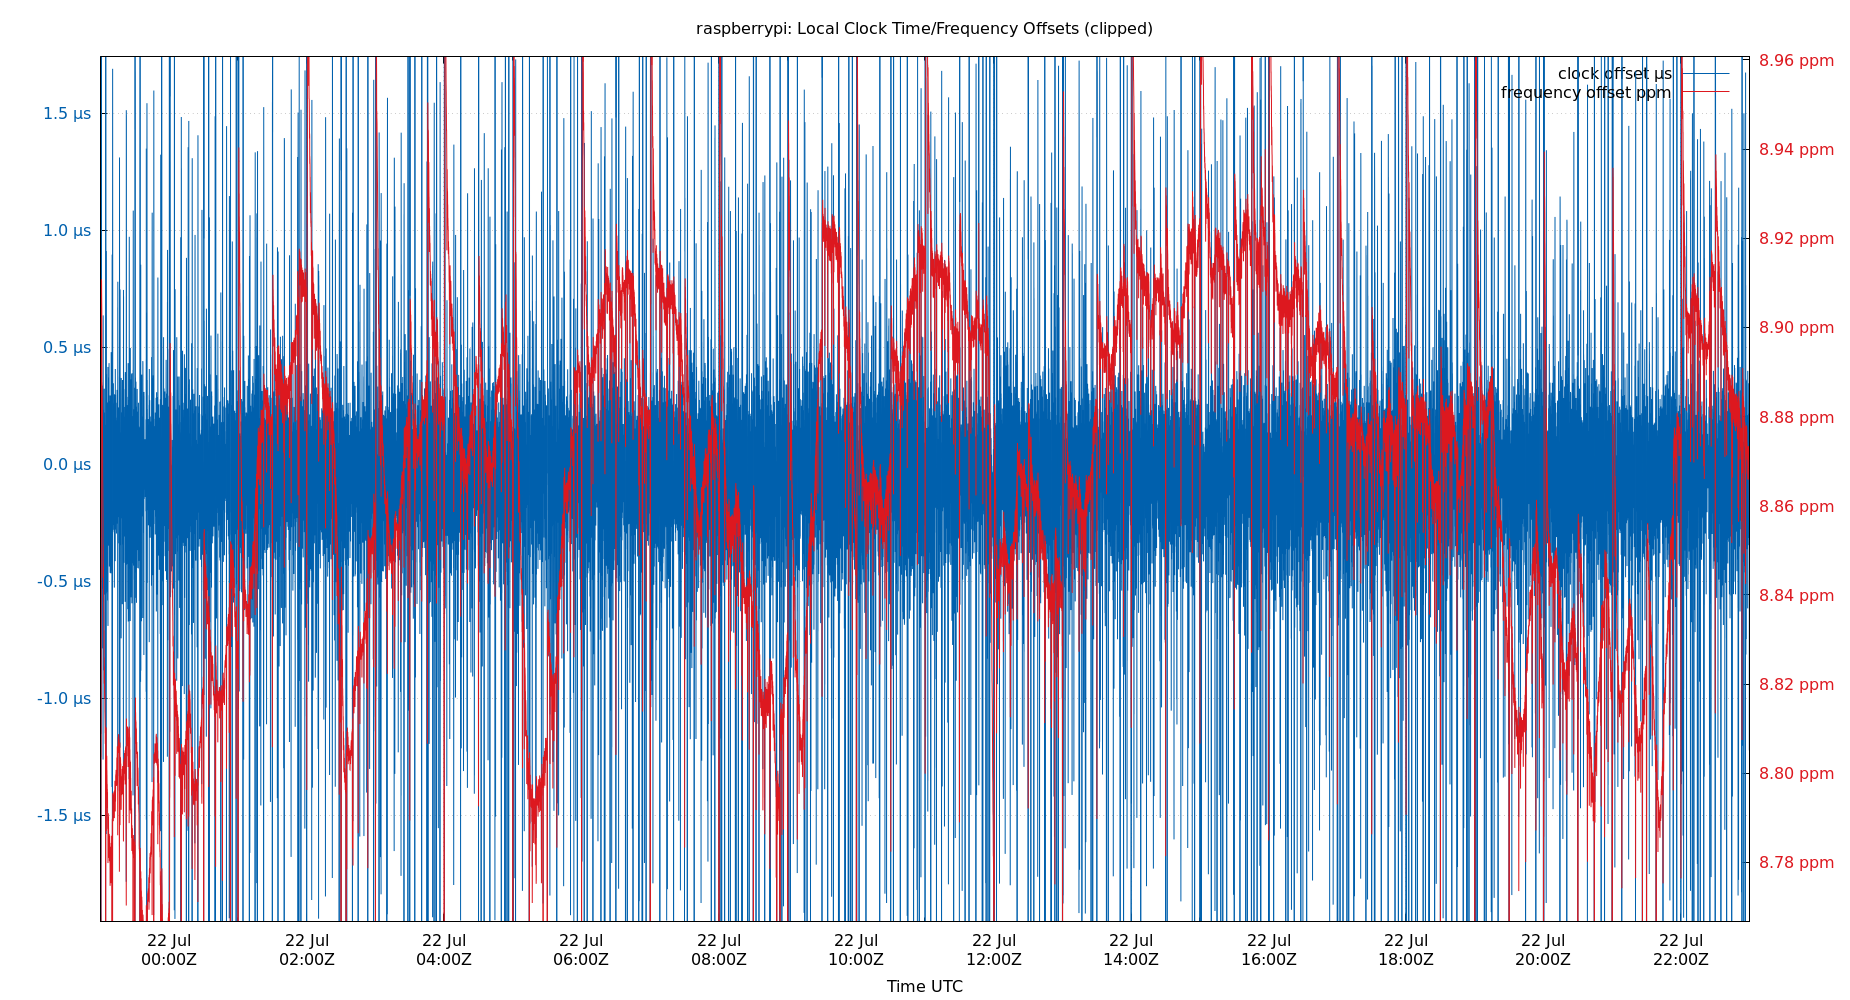 raspberrypi: Local Clock Time/Frequency Offsets (clipped)
clock offset µs
frequency offset ppm
1.5 µs
1.0 µs
0.5 µs
0.0 µs
-0.5 µs
-1.0 µs
-1.5 µs
8.96 ppm
8.94 ppm
8.92 ppm
8.90 ppm
8.88 ppm
8.86 ppm
8.84 ppm
8.82 ppm
8.80 ppm
8.78 ppm
22 Jul 22 Jul 22 Jul 22 Jul 22 Jul 22 Jul 22 Jul 22 Jul 22 Jul 22 Jul 22 Jul 22 Jul
00:00Z 02:00Z 04:00Z 06:00Z 08:00Z 10:00Z 12:00Z 14:00Z 16:00Z 18:00Z 20:00Z 22:00Z
Time UTC